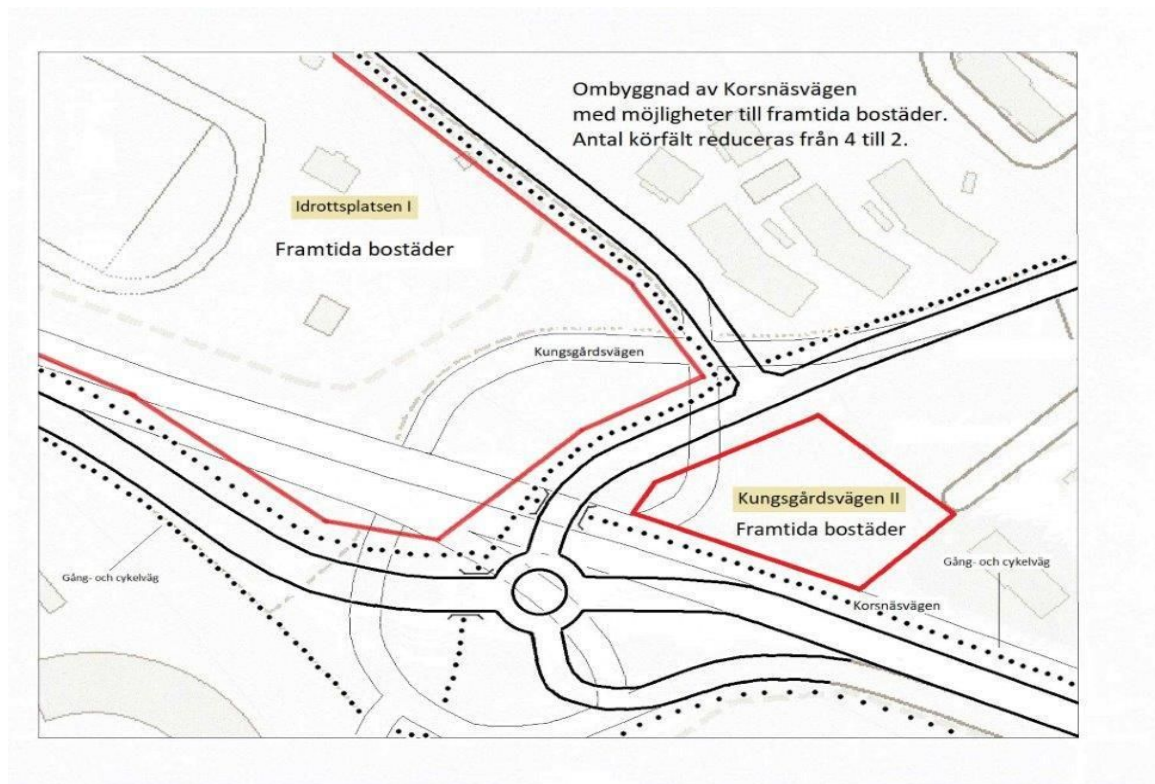 Ombyggnad av Korsnäsvägen
med möjligheter till framtida bostäder.
Antal körfält reduceras från 4 till 2.
Idrottsplatsen I
Framtida bostäder
Kungsgårdsvägen
Kungsgårdsvägen II
Framtida bostäder
Gång- och cykelväg
Gång- och cykelväg
Korsnäsvägen